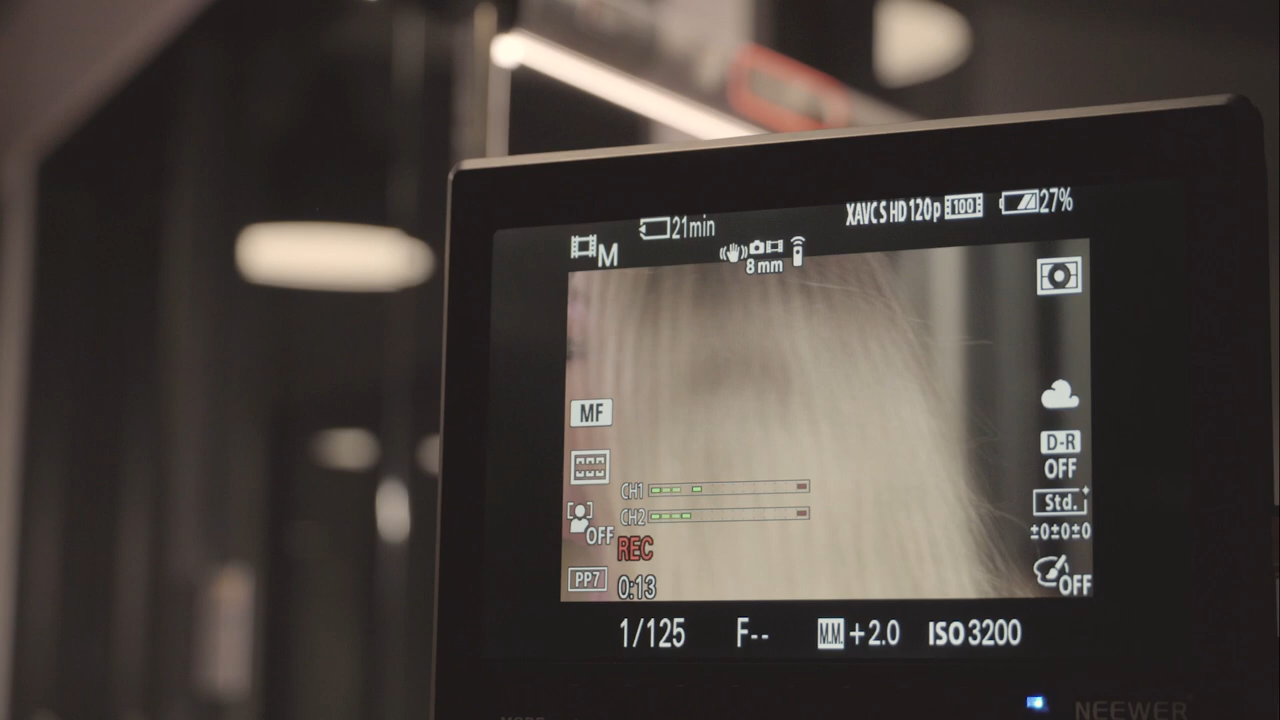 21min
XAVC S HD 120p 100 27%
M
8 mm
MF
D-R
OFF
CH1
Std.
CH2
OFF
±0±0±0
REC
PP7
0:13
OFF
1/125 F-- M.M. +2.0 ISO 3200
NEEWER